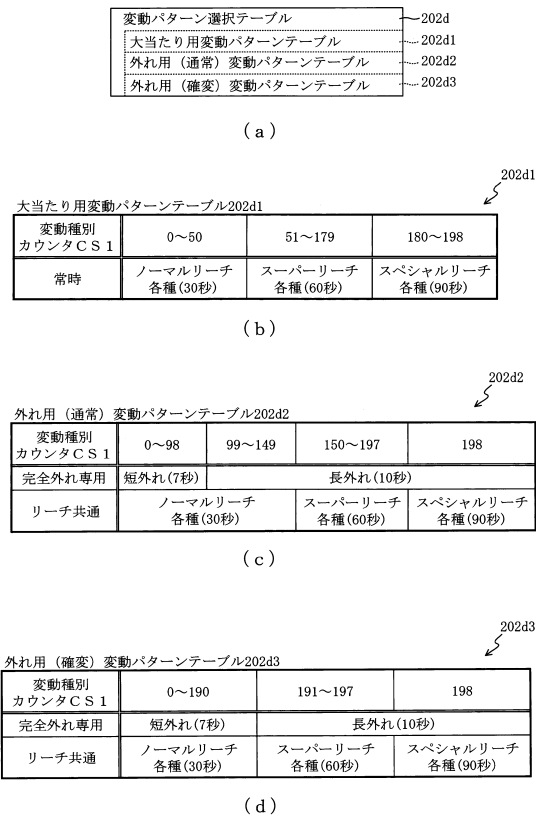 変動パターン選択テーブル 202d
大当たり用変動パターンテーブル 202d1
外れ用（通常）変動パターンテーブル 202d2
外れ用（確変）変動パターンテーブル 202d3
(a)
202d1
大当たり用変動パターンテーブル202d1
変動種別
カウンタCS1 0～50 51～179 180～198
常時 ノーマルリーチ スーパーリーチ スペシャルリーチ
各種(30秒) 各種(60秒) 各種(90秒)
(b)
202d2
外れ用（通常）変動パターンテーブル202d2
変動種別
カウンタCS1 0～98 99～149 150～197 198
完全外れ専用 短外れ(7秒) 長外れ(10秒)
リーチ共通 ノーマルリーチ スーパーリーチ スペシャルリーチ
各種(30秒) 各種(60秒) 各種(90秒)
(c)
202d3
外れ用（確変）変動パターンテーブル202d3
変動種別
カウンタCS1 0～190 191～197 198
完全外れ専用 短外れ(7秒) 長外れ(10秒)
リーチ共通 ノーマルリーチ スーパーリーチ スペシャルリーチ
各種(30秒) 各種(60秒) 各種(90秒)
(d)